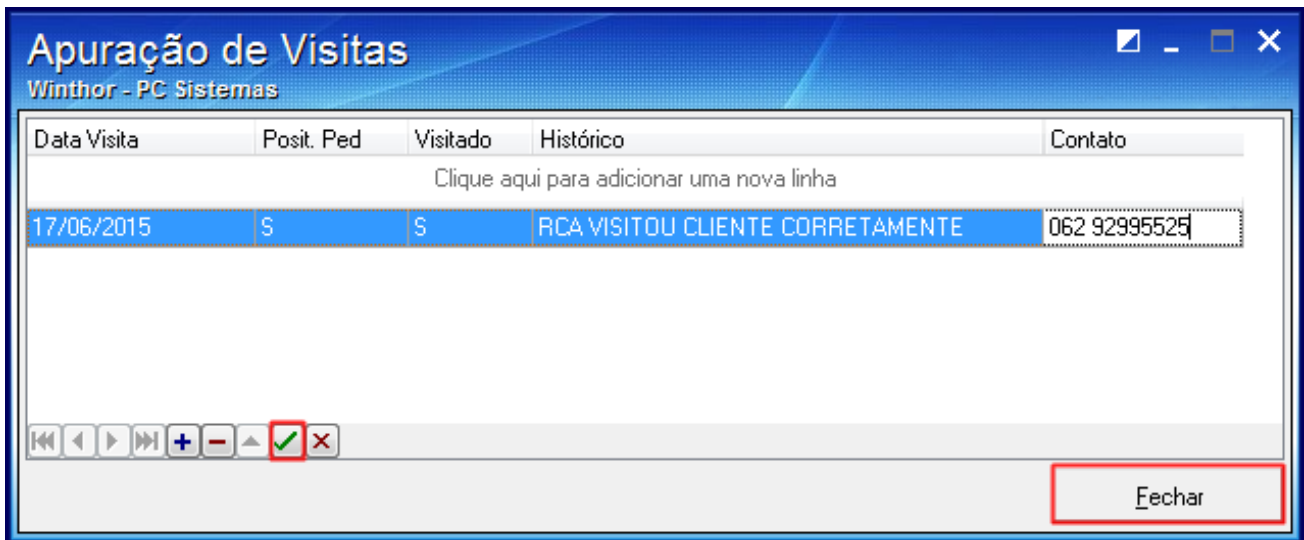 Apuração de Visitas
Winthor - PC Sistemas
Data Visita Posit. Ped Visitado Histórico Contato
Clique aqui para adicionar uma nova linha
17/06/2015 S S RCA VISITOU CLIENTE CORRETAMENTE 062 92995525
Fechar